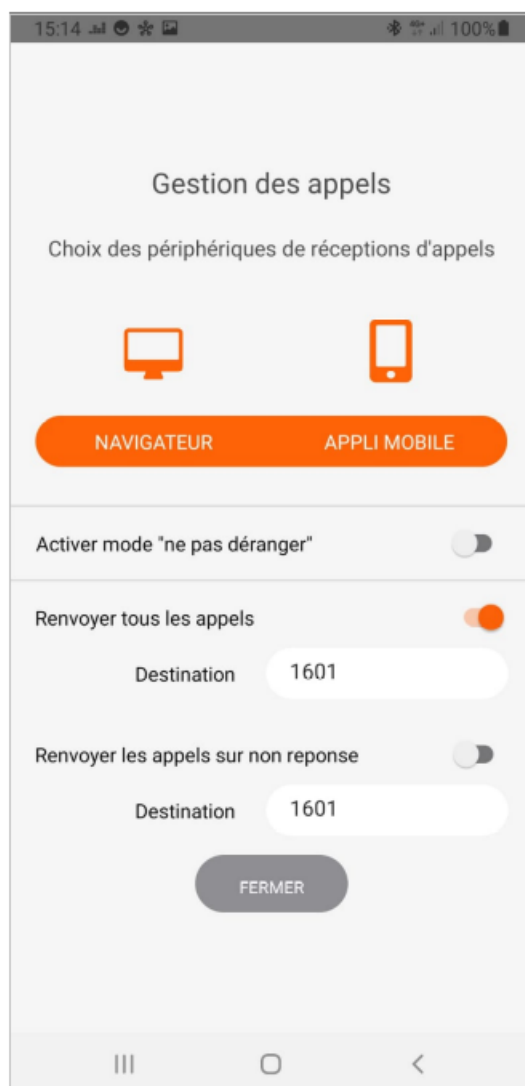 15:14
100%
Gestion des appels
Choix des périphériques de réceptions d'appels
NAVIGATEUR APPLI MOBILE
Activer mode "ne pas déranger"
Renvoyer tous les appels
Destination 1601
Renvoyer les appels sur non reponse
Destination 1601
FERMER